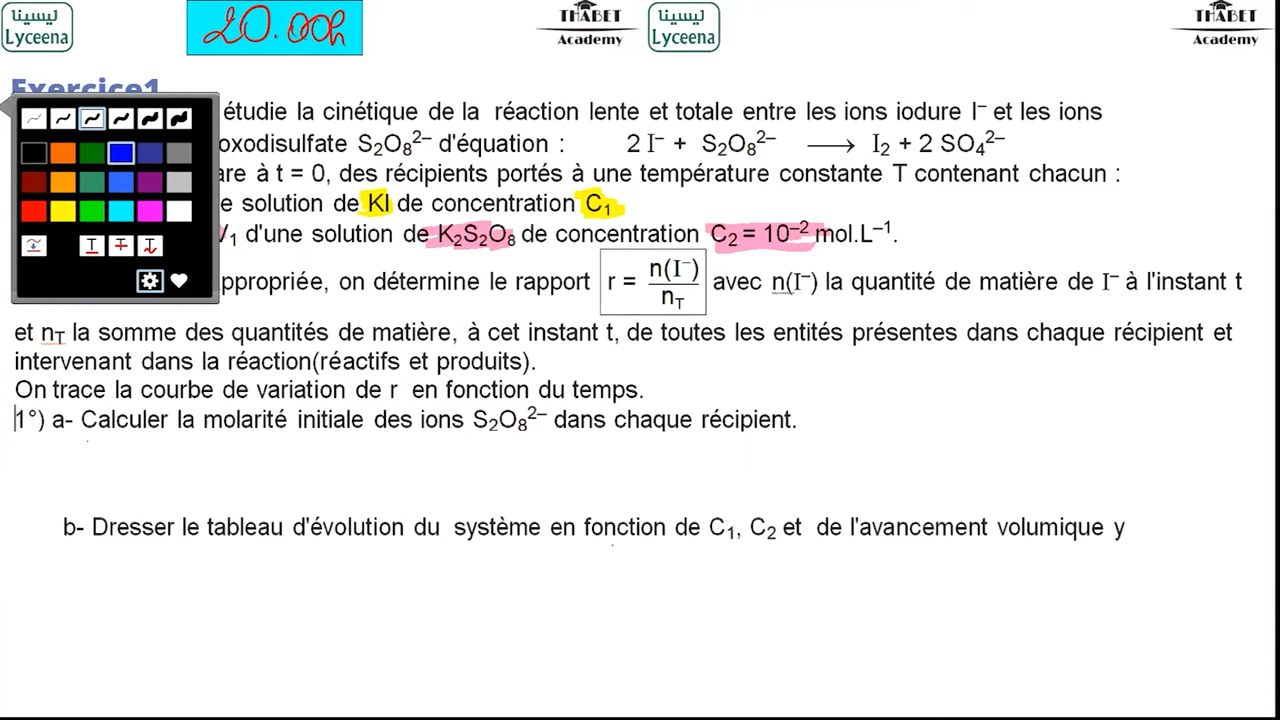 ليسينا
Lyceena
20.00h
THABET
Academy
ليسينا
Lyceena
THABET
Academy
Exercice1
étudie la cinétique de la réaction lente et totale entre les ions iodure I⁻ et les ions
oxodisulfate S₂O₈²⁻ d'équation : 2 I⁻ + S₂O₈²⁻ ⟶ I₂ + 2 SO₄²⁻
are à t = 0, des récipients portés à une température constante T contenant chacun :
e solution de KI de concentration C₁
V₁ d'une solution de K₂S₂O₈ de concentration C₂ = 10⁻² mol.L⁻¹.
ppropriée, on détermine le rapport r = n(I⁻)/n_T avec n(I⁻) la quantité de matière de I⁻ à l'instant t
et n_T la somme des quantités de matière, à cet instant t, de toutes les entités présentes dans chaque récipient et
intervenant dans la réaction(réactifs et produits).
On trace la courbe de variation de r en fonction du temps.
1°) a- Calculer la molarité initiale des ions S₂O₈²⁻ dans chaque récipient.
b- Dresser le tableau d'évolution du système en fonction de C₁, C₂ et de l'avancement volumique y